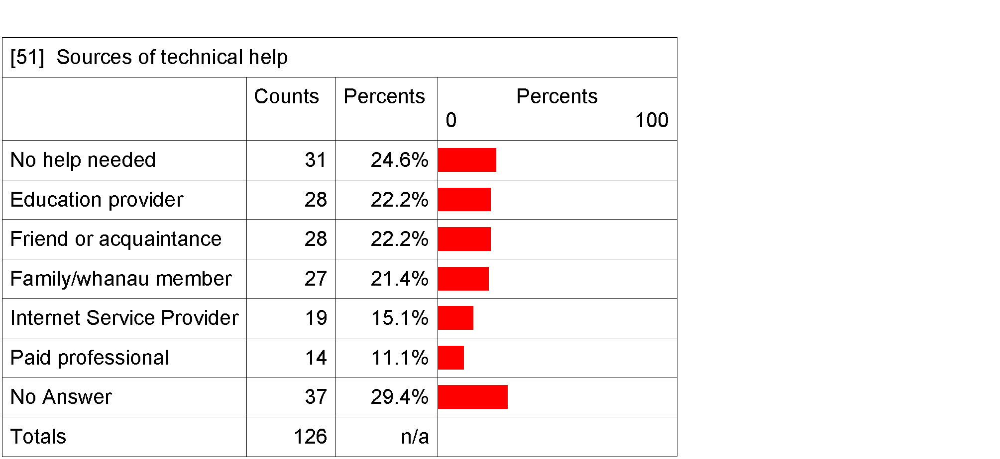 [51] Sources of technical help
Counts Percents Percents
0 100
No help needed 31 24.6%
Education provider 28 22.2%
Friend or acquaintance 28 22.2%
Family/whanau member 27 21.4%
Internet Service Provider 19 15.1%
Paid professional 14 11.1%
No Answer 37 29.4%
Totals 126 n/a